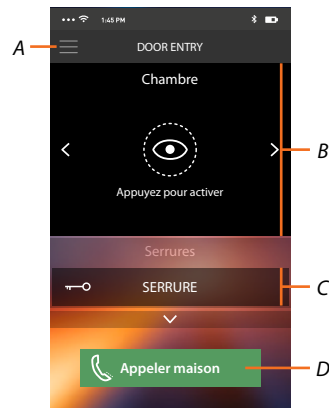 1:45 PM
A
DOOR ENTRY
Chambre
B
Appuyez pour activer
Serrures
SERRURE
C
Appeler maison
D